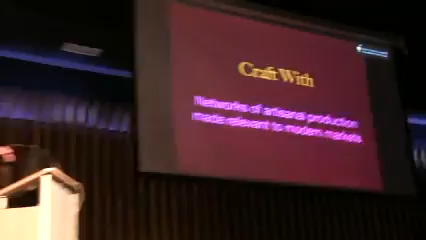 Craft With
Networks of artisanal production
made relevant to modern markets